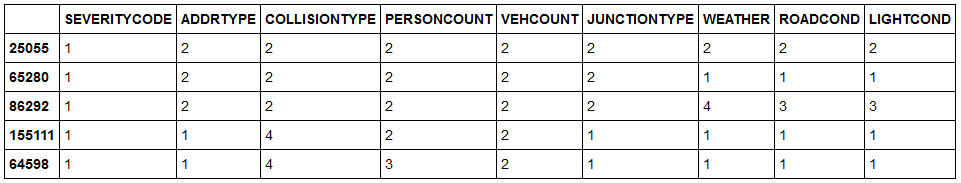 SEVERITYCODE ADDRTYPE COLLISIONTYPE PERSONCOUNT VEHCOUNT JUNCTIONTYPE WEATHER ROADCOND LIGHTCOND
25055 1 2 2 2 2 2 2 2 2
65280 1 2 2 2 2 2 1 1 1
86292 1 2 2 2 2 2 4 3 3
155111 1 1 4 2 2 1 1 1 1
64598 1 1 4 3 2 1 1 1 1